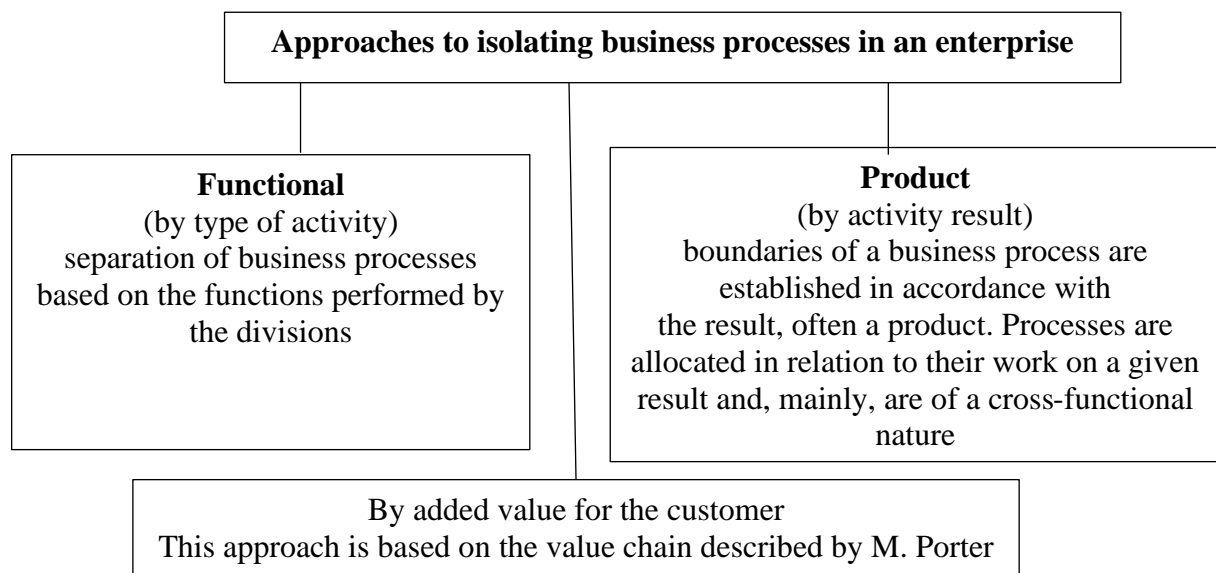 Approaches to isolating business processes in an enterprise
Functional
(by type of activity)
separation of business processes
based on the functions performed by
the divisions
Product
(by activity result)
boundaries of a business process are
established in accordance with
the result, often a product. Processes are
allocated in relation to their work on a given
result and, mainly, are of a cross-functional
nature
By added value for the customer
This approach is based on the value chain described by M. Porter